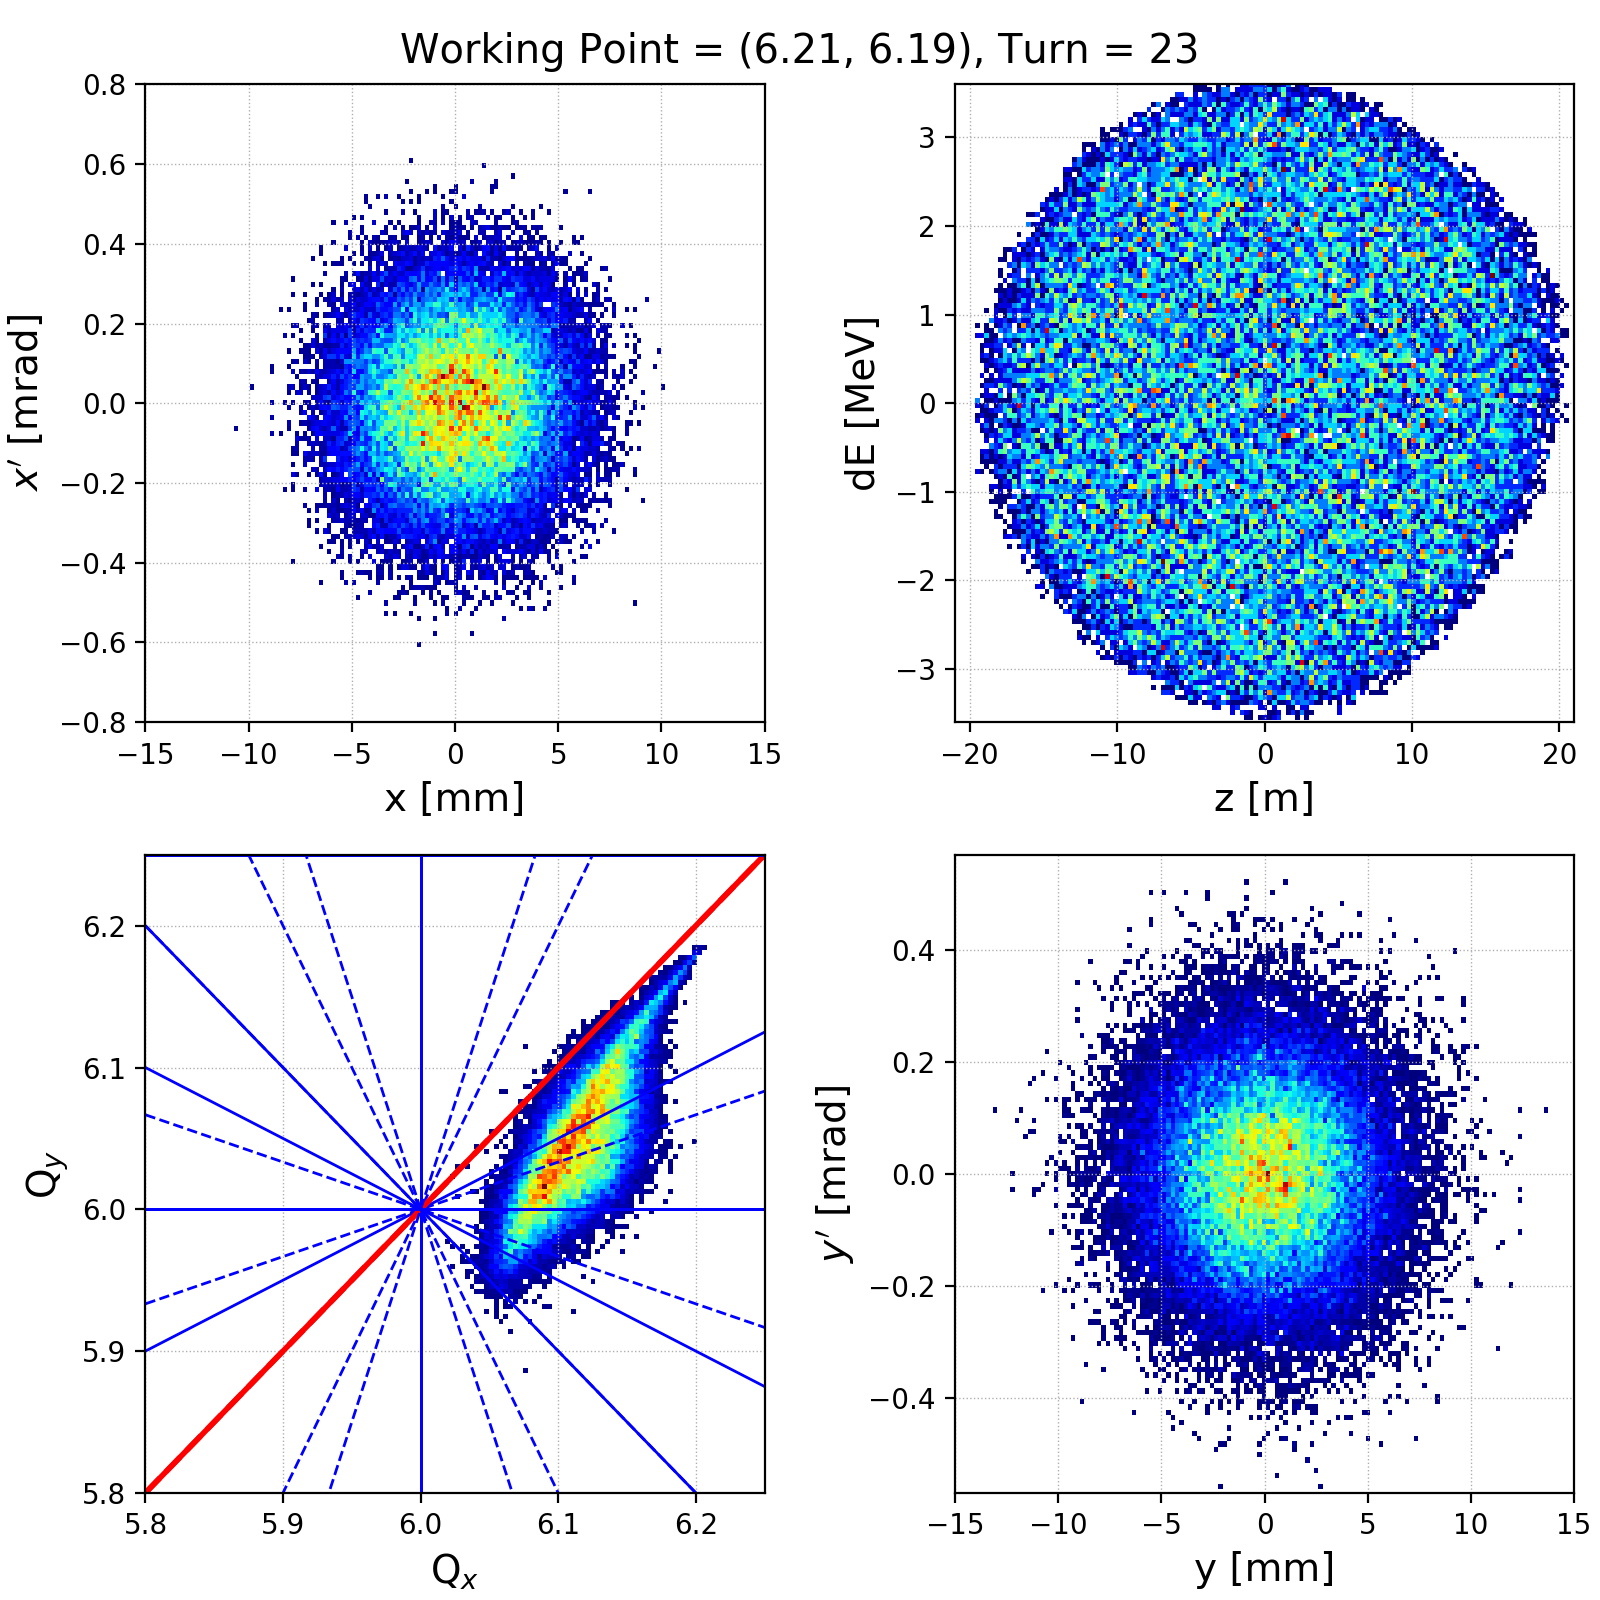 Working Point = (6.21, 6.19), Turn = 23
0.8
0.6
0.4
0.2
0.0
−0.2
−0.4
−0.6
−0.8
−15 −10 −5 0 5 10 15
x [mm]
x′ [mrad]
3
2
1
0
−1
−2
−3
−20 −10 0 10 20
z [m]
dE [MeV]
6.2
6.1
6.0
5.9
5.8
5.8 5.9 6.0 6.1 6.2
Qx
Qy
0.4
0.2
0.0
−0.2
−0.4
−15 −10 −5 0 5 10 15
y [mm]
y′ [mrad]